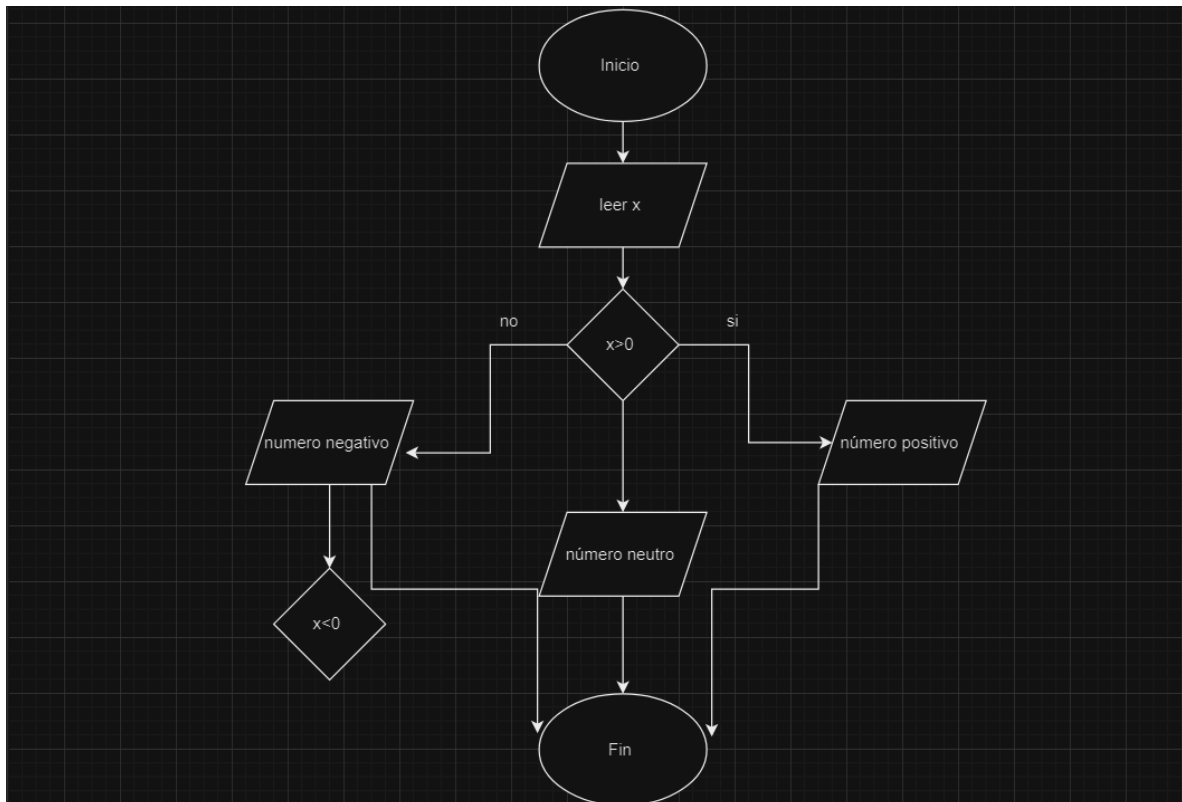 Inicio
leer x
no
si
x>0
numero negativo
número positivo
número neutro
x<0
Fin